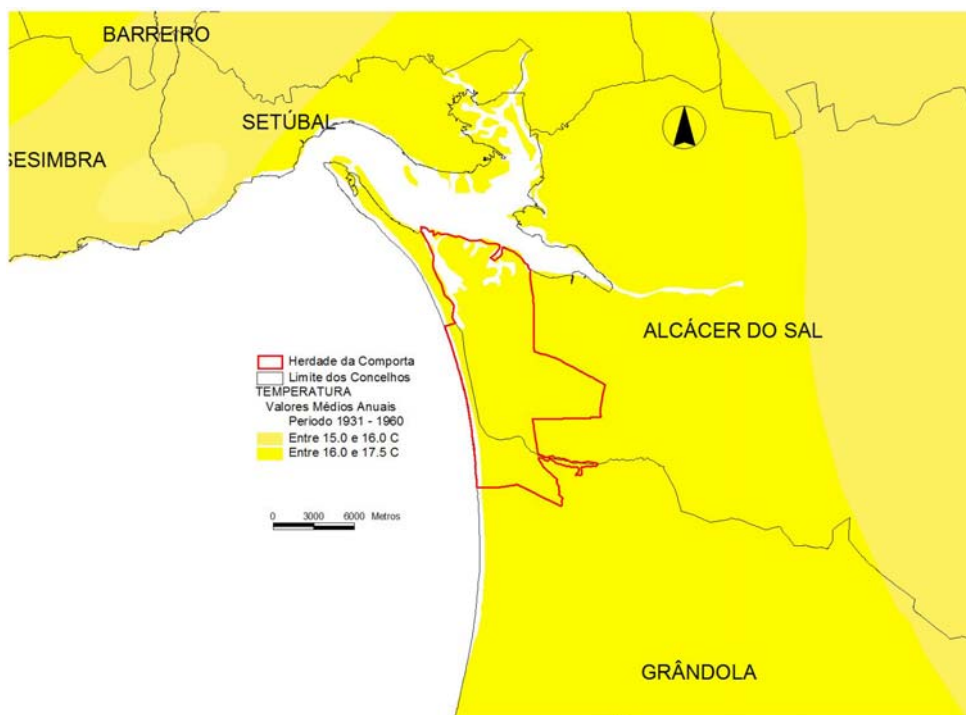 BARREIRO
SETÚBAL
SESIMBRA
ALCÁCER DO SAL
Herdade da Comporta
Limite dos Concelhos
TEMPERATURA
Valores Médios Anuais
Periodo 1931 - 1960
Entre 15.0 e 16.0 C
Entre 16.0 e 17.5 C
0 3000 6000 Metros
GRÂNDOLA